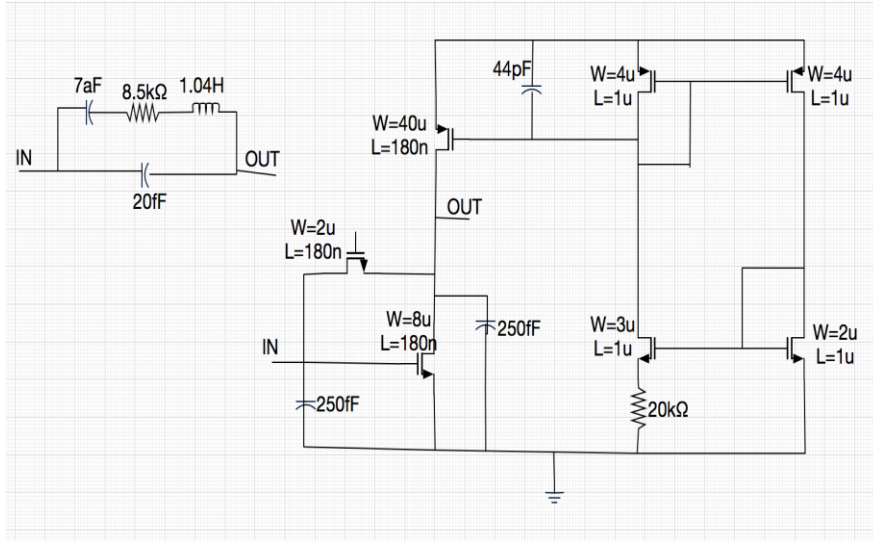 7aF
8.5kΩ
1.04H
IN
OUT
20fF
44pF
W=4u
L=1u
W=4u
L=1u
W=40u
L=180n
OUT
W=2u
L=180n
W=8u
L=180n
250fF
IN
250fF
W=3u
L=1u
W=2u
L=1u
20kΩ